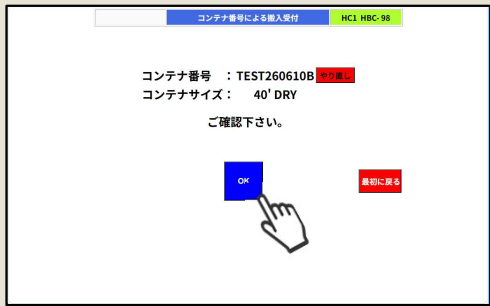 コンテナ番号による搬入受付 HC1 HBC-98
コンテナ番号 ：TEST260610B やり直し
コンテナサイズ： 40' DRY
ご確認下さい。
OK
最初に戻る